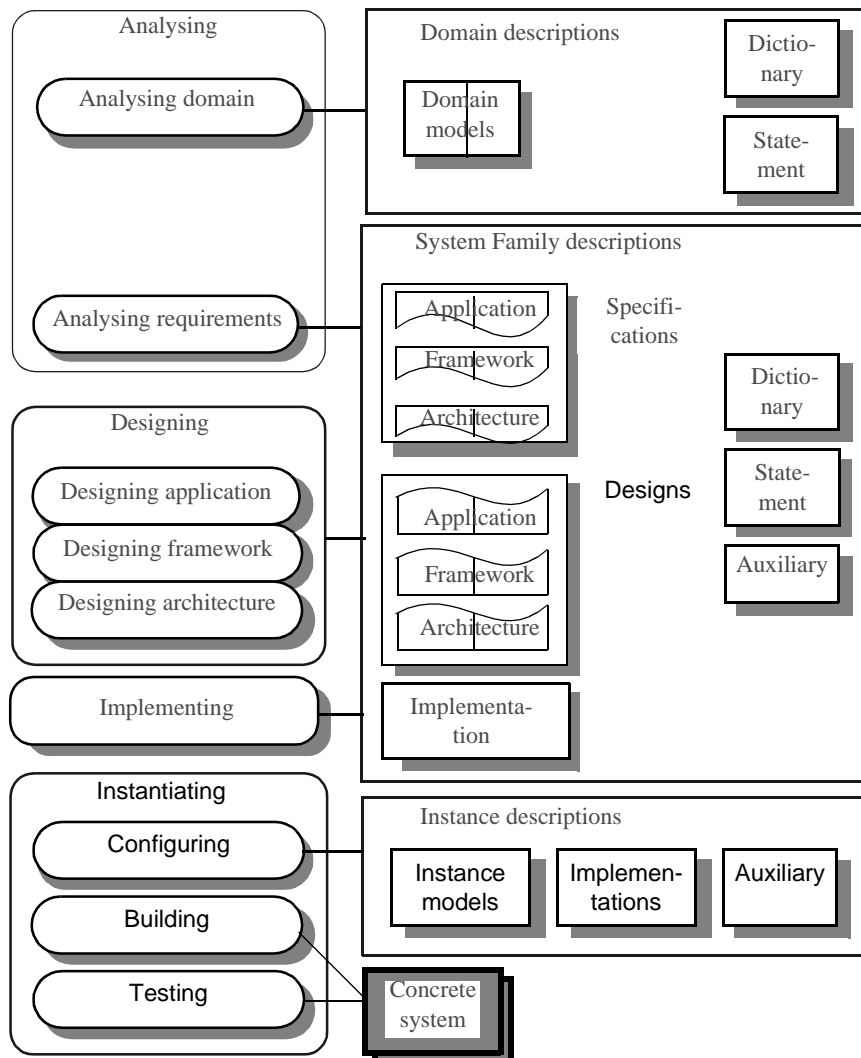 Analysing
Analysing domain
Analysing requirements
Domain descriptions
Domain
models
Dictio-
nary
State-
ment
System Family descriptions
Application
Framework
Architecture
Specifi-
cations
Dictio-
nary
State-
ment
Auxiliary
Designing
Designing application
Designing framework
Designing architecture
Application
Framework
Architecture
Designs
Implementing
Implementa-
tion
Instantiating
Configuring
Building
Testing
Instance descriptions
Instance
models
Implemen-
tations
Auxiliary
Concrete
system